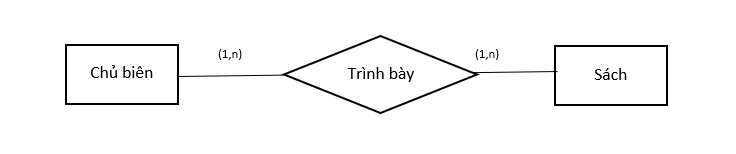 (1,n)
(1,n)
Chủ biên
Trình bày
Sách